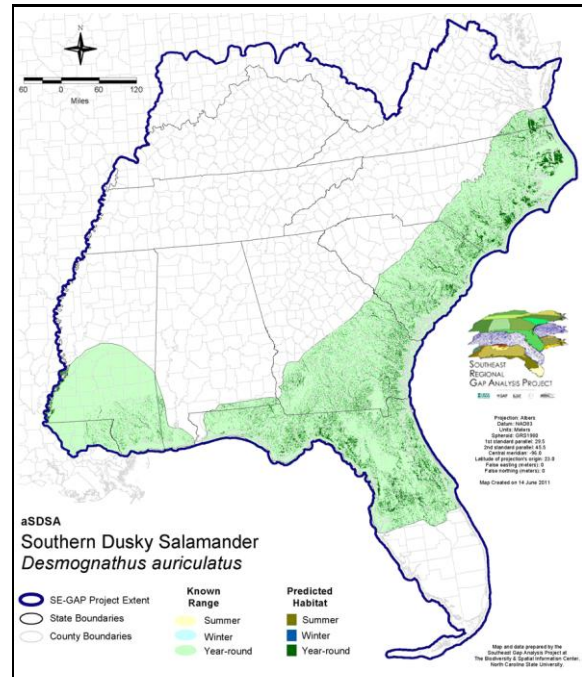 N
60 0 60 120
Miles
SOUTHEAST
REGIONAL
GAP ANALYSIS PROJECT
USGS
Projection: Albers
Datum: NAD83
Units: Meters
Spheroid: GRS1980
1st standard parallel: 29.5
2nd standard parallel: 45.5
Central meridian: -96.0
Latitude of projection's origin: 23.0
False easting (meters): 0
False northing (meters): 0
Map Created on 14 June 2011
aSDSA
Southern Dusky Salamander
Desmognathus auriculatus
SE-GAP Project Extent
State Boundaries
County Boundaries
Known
Range
Summer
Winter
Year-round
Predicted
Habitat
Summer
Winter
Year-round
Map and data prepared by the
Southeast Gap Analysis Project at
The Biodiversity & Spatial Information Center,
North Carolina State University.